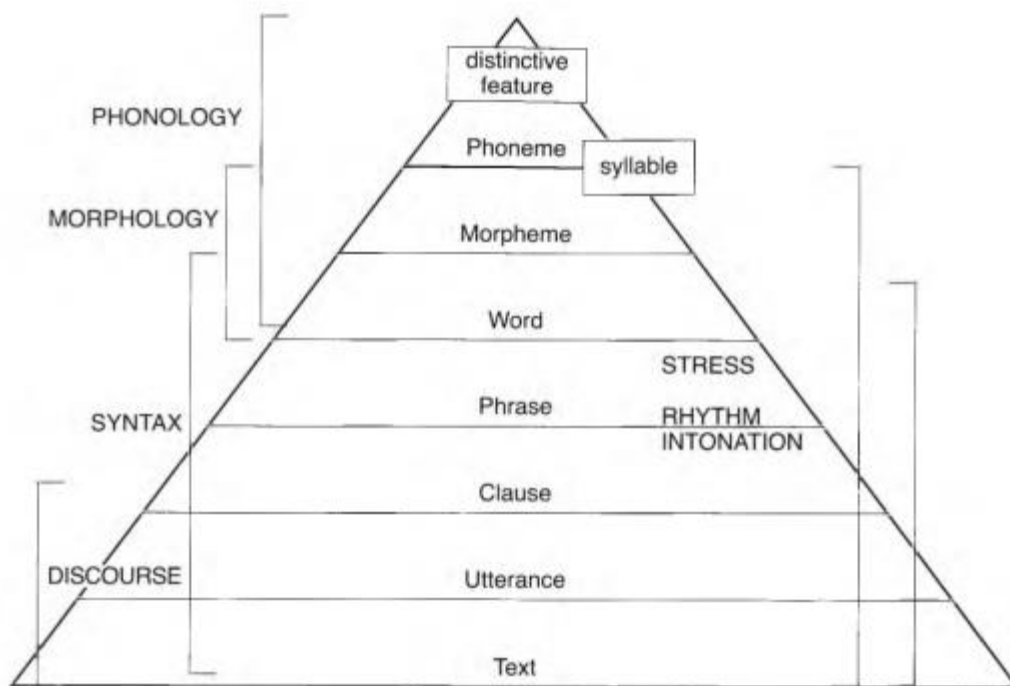 distinctive
feature
PHONOLOGY
Phoneme
syllable
MORPHOLOGY
Morpheme
Word
STRESS
SYNTAX
Phrase
RHYTHM
INTONATION
Clause
DISCOURSE
Utterance
Text